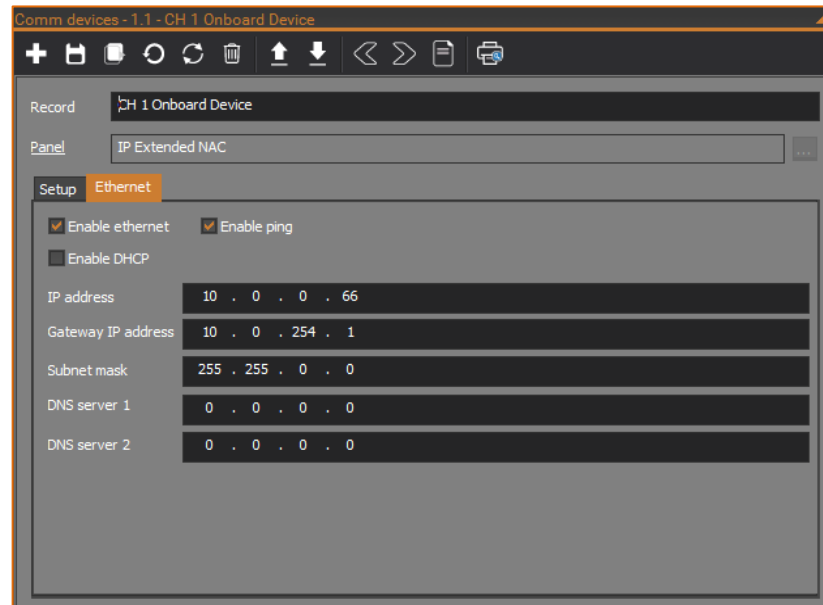 Comm devices - 1.1 - CH 1 Onboard Device
Record CH 1 Onboard Device
Panel IP Extended NAC ...
Setup Ethernet
Enable ethernet Enable ping
Enable DHCP
IP address 10 . 0 . 0 . 66
Gateway IP address 10 . 0 . 254 . 1
Subnet mask 255 . 255 . 0 . 0
DNS server 1 0 . 0 . 0 . 0
DNS server 2 0 . 0 . 0 . 0